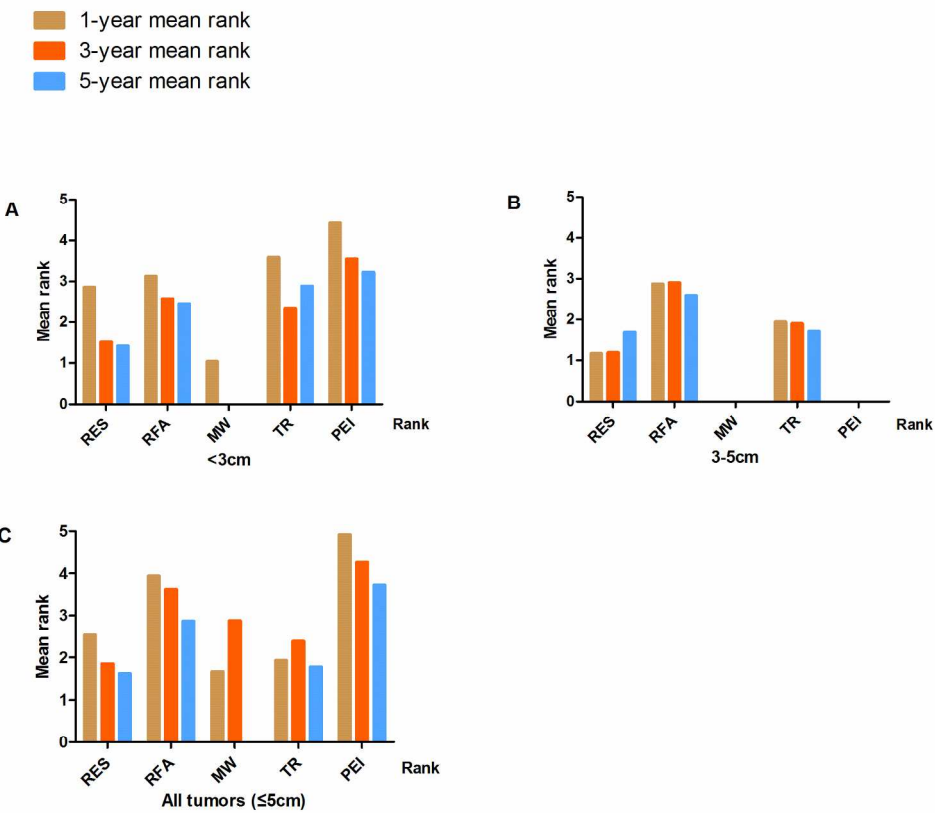 1-year mean rank
3-year mean rank
5-year mean rank
A
Mean rank
5
4
3
2
1
0
RES
RFA
MW
TR
PEI
Rank
<3cm
B
Mean rank
5
4
3
2
1
0
RES
RFA
MW
TR
PEI
Rank
3-5cm
C
Mean rank
5
4
3
2
1
0
RES
RFA
MW
TR
PEI
Rank
All tumors (≤5cm)